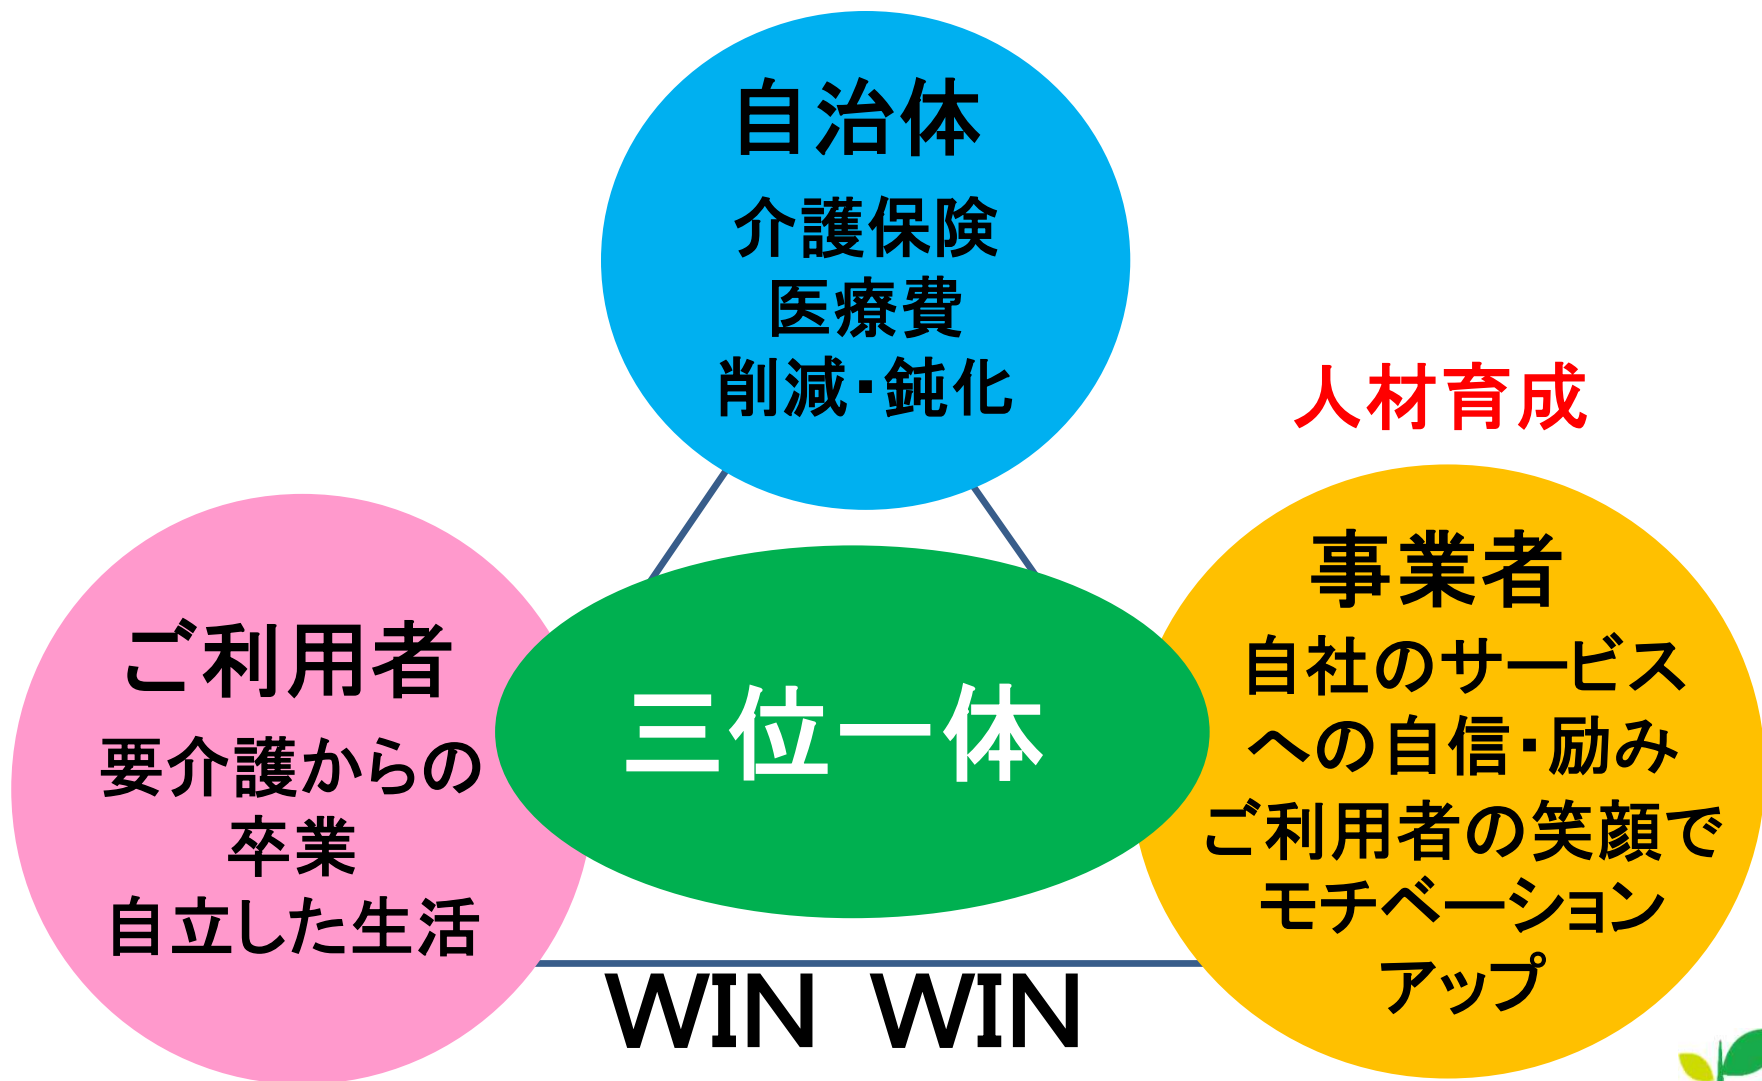 自治体
介護保険
医療費
削減・鈍化
人材育成
ご利用者
要介護からの
卒業
自立した生活
三位一体
事業者
自社のサービス
への自信・励み
ご利用者の笑顔で
モチベーション
アップ
WIN WIN